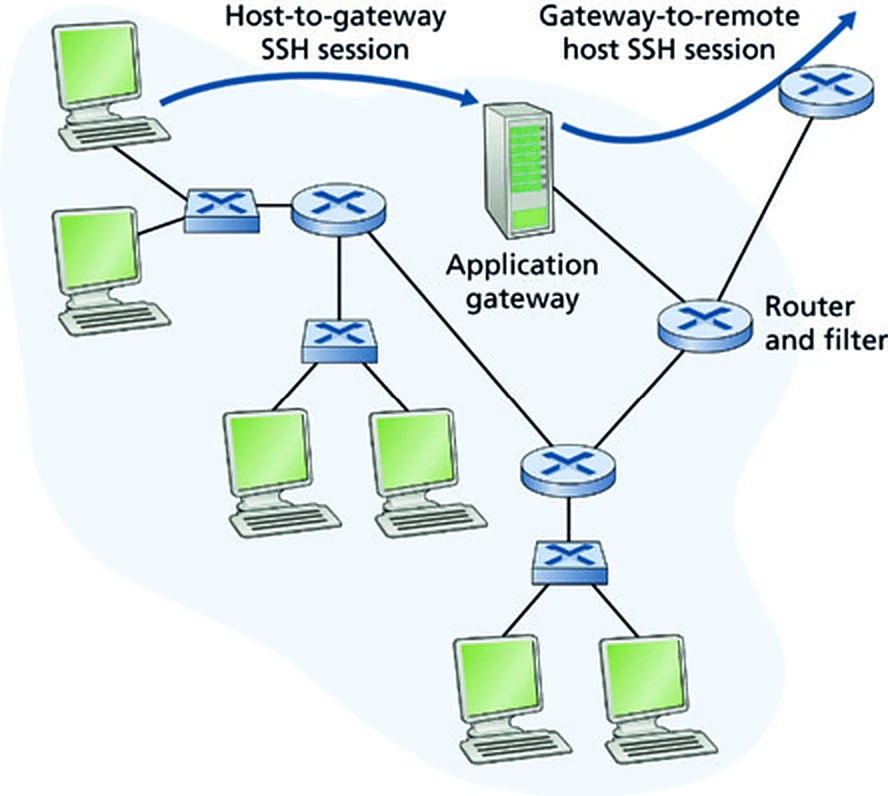 Host-to-gateway
SSH session
Gateway-to-remote
host SSH session
Application
gateway
Router
and filter